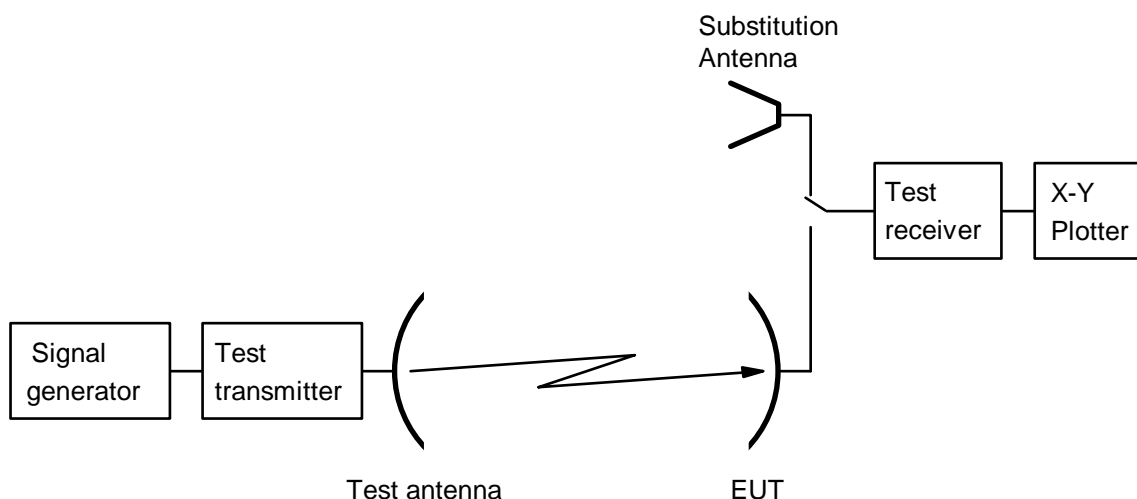 Substitution
Antenna
Test
receiver
X-Y
Plotter
Signal
generator
Test
transmitter
Test antenna
EUT